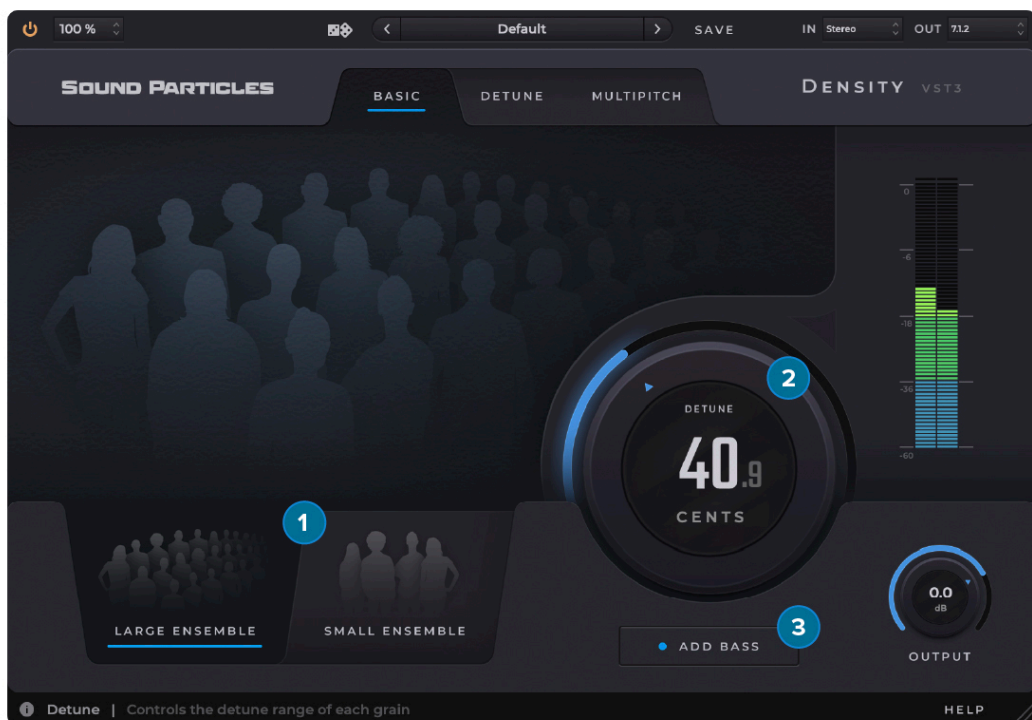 100 %
Default
SAVE
IN Stereo
OUT 7.1.2
SOUND PARTICLES
BASIC
DETUNE
MULTIPITCH
DENSITY VST3
0
-6
-18
-36
-60
2
DETUNE
40.9
CENTS
1
LARGE ENSEMBLE
SMALL ENSEMBLE
3
ADD BASS
0.0
dB
OUTPUT
Detune | Controls the detune range of each grain
HELP